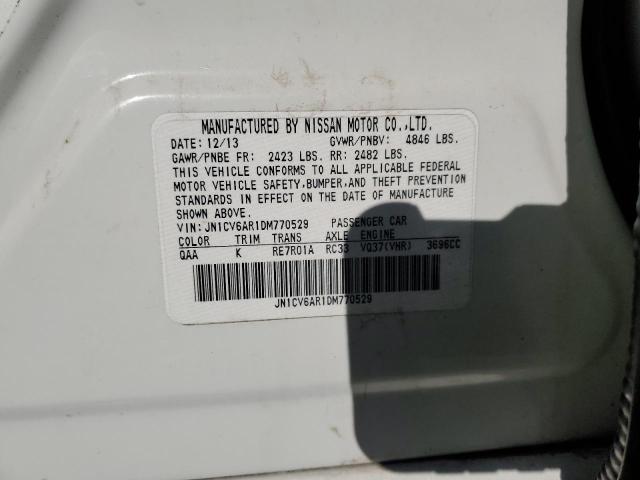 MANUFACTURED BY NISSAN MOTOR CO.,LTD.
DATE: 12/13 GVWR/PNBV: 4846 LBS.
GAWR/PNBE FR: 2423 LBS. RR: 2482 LBS.
THIS VEHICLE CONFORMS TO ALL APPLICABLE FEDERAL
MOTOR VEHICLE SAFETY,BUMPER,AND THEFT PREVENTION
STANDARDS IN EFFECT ON THE DATE OF MANUFACTURE
SHOWN ABOVE.
VIN: JN1CV6AR1DM770529 PASSENGER CAR
COLOR TRIM TRANS AXLE ENGINE
QAA K RE7R01A RC33 VQ37(VHR) 3696CC
JN1CV6AR1DM770529